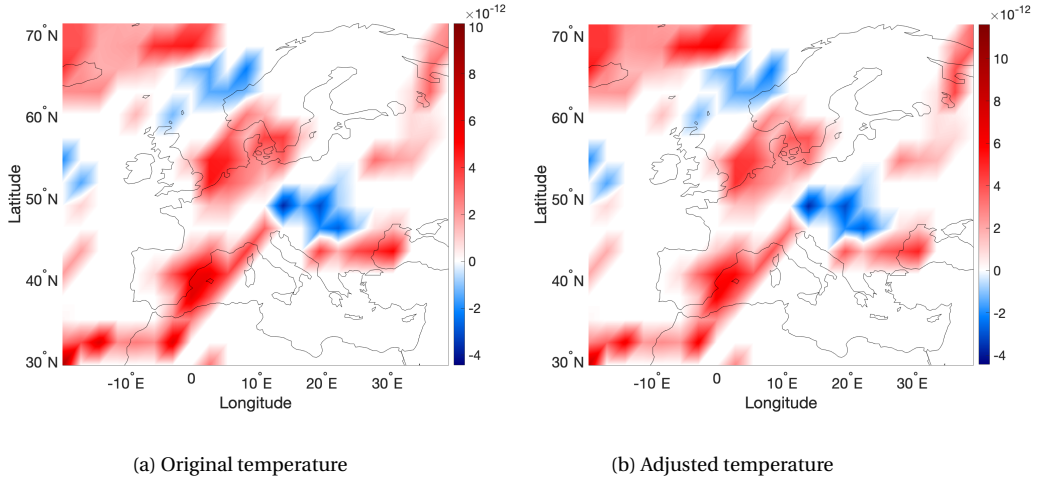 ×10⁻¹²
70°N
60°N
50°N
40°N
30°N
Latitude
-10°E
0
10°E
20°E
30°E
Longitude
10
8
6
4
2
0
-2
-4
(a) Original temperature
×10⁻¹²
70°N
60°N
50°N
40°N
30°N
Latitude
-10°E
0
10°E
20°E
30°E
Longitude
10
8
6
4
2
0
-2
-4
(b) Adjusted temperature